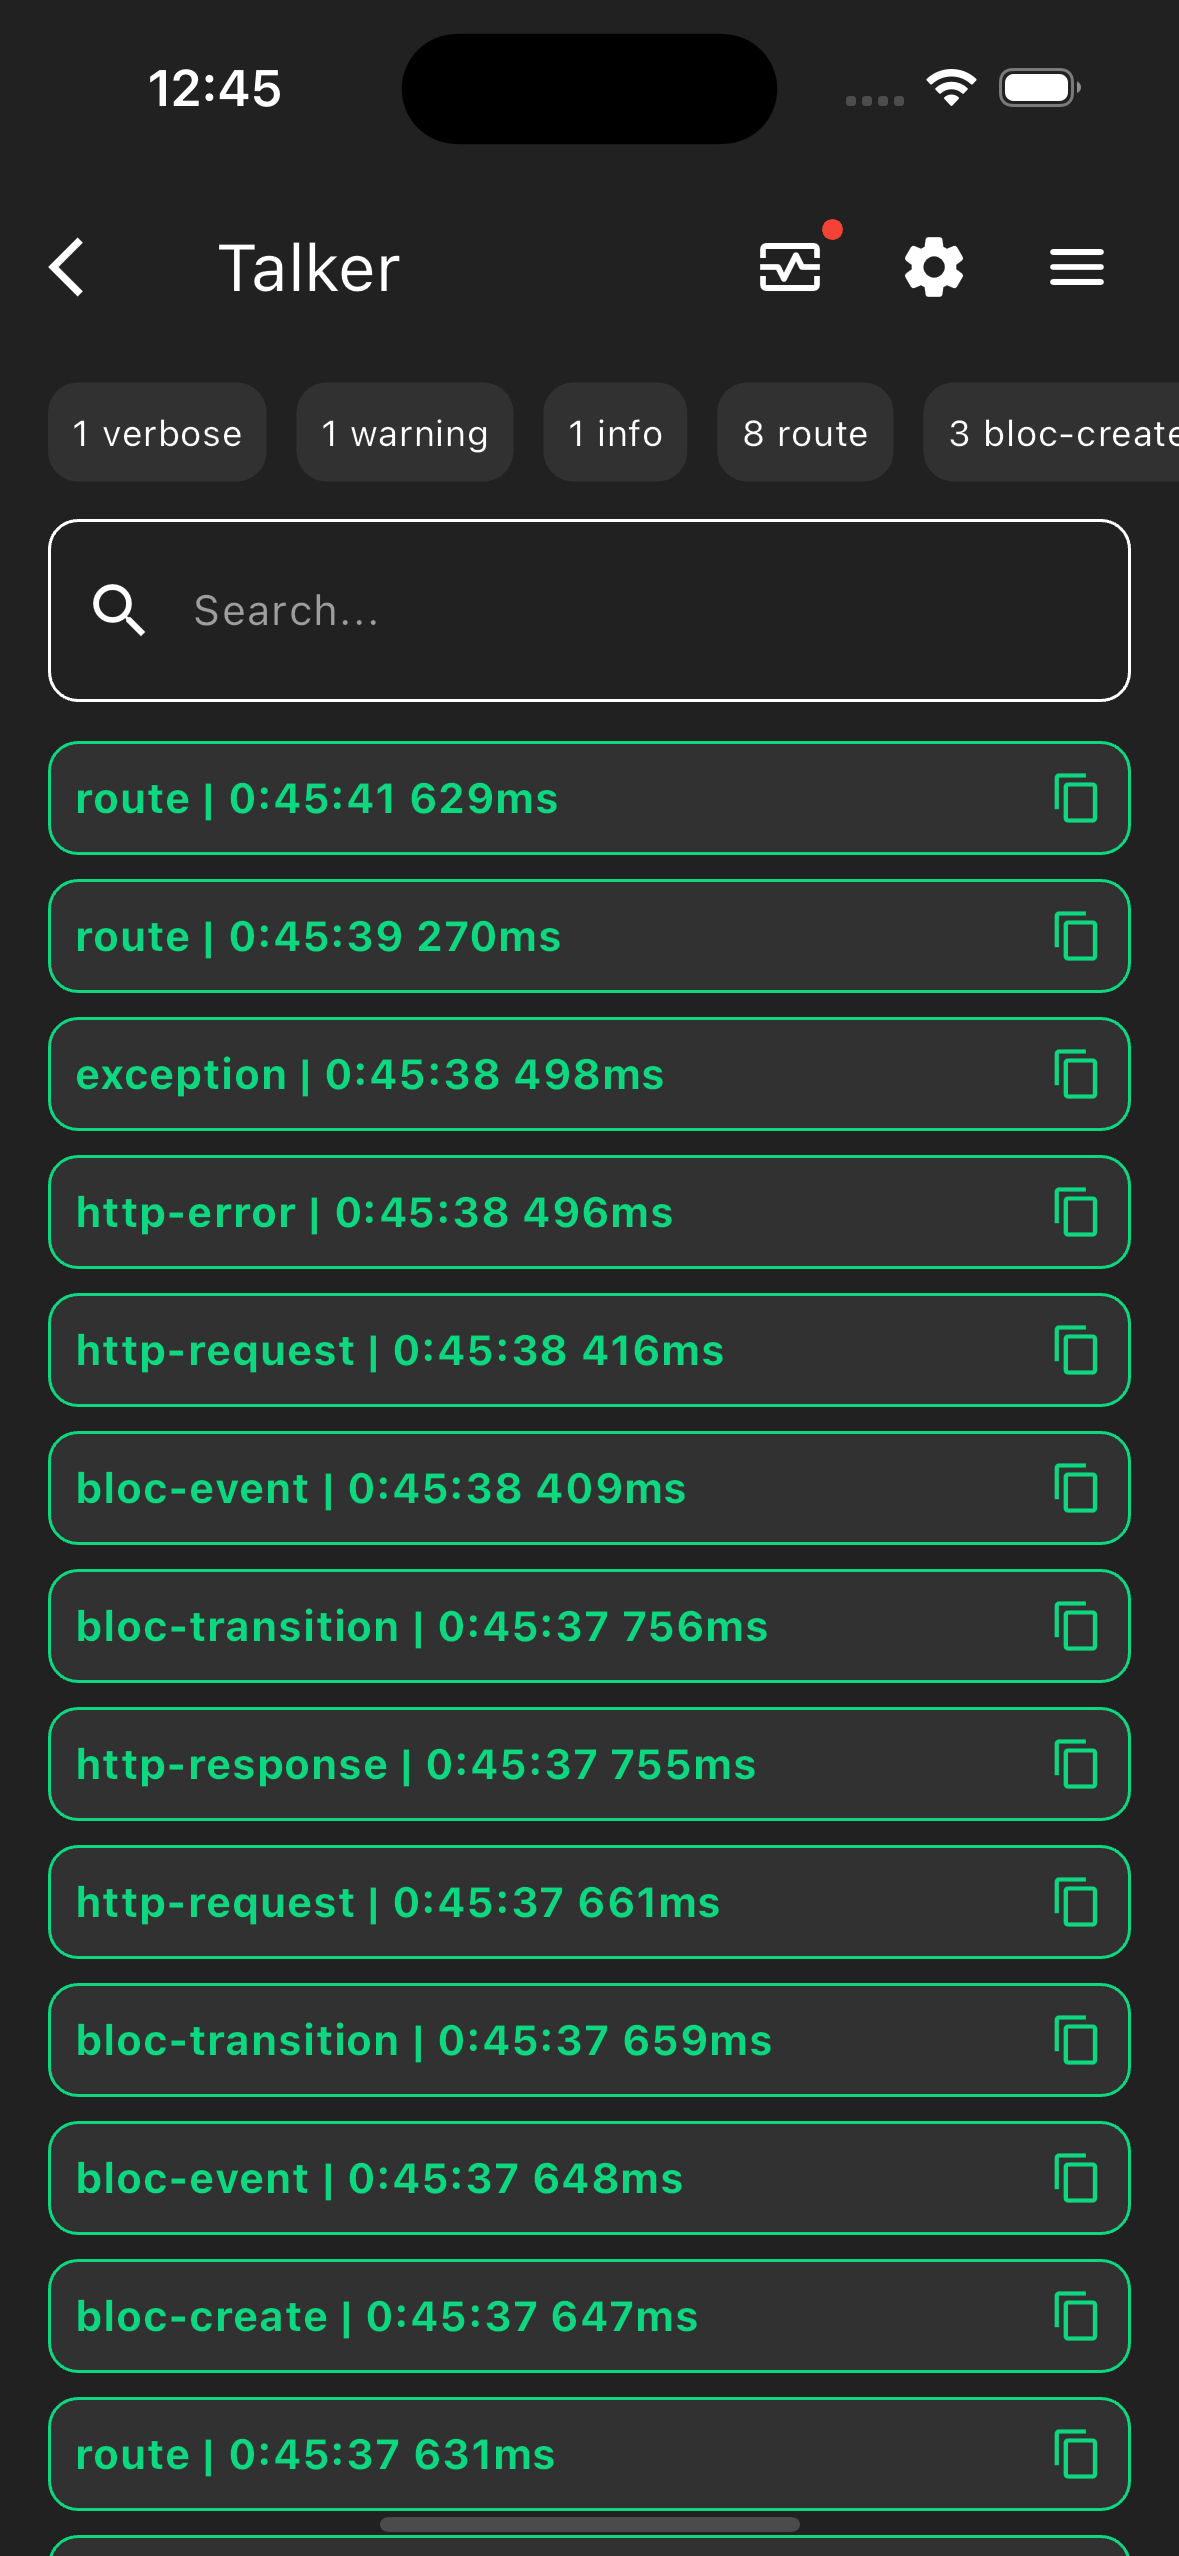 12:45
Talker
1 verbose
1 warning
1 info
8 route
3 bloc-create
Search...
route | 0:45:41 629ms
route | 0:45:39 270ms
exception | 0:45:38 498ms
http-error | 0:45:38 496ms
http-request | 0:45:38 416ms
bloc-event | 0:45:38 409ms
bloc-transition | 0:45:37 756ms
http-response | 0:45:37 755ms
http-request | 0:45:37 661ms
bloc-transition | 0:45:37 659ms
bloc-event | 0:45:37 648ms
bloc-create | 0:45:37 647ms
route | 0:45:37 631ms